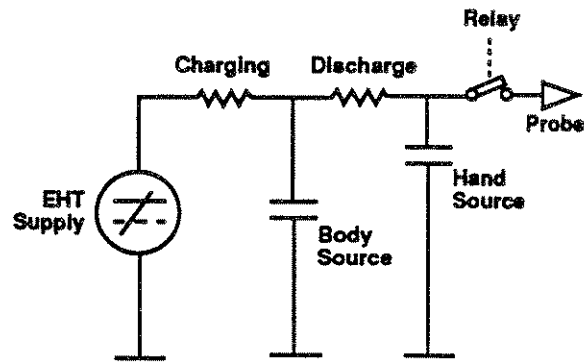 Relay
Charging
Discharge
Probe
EHT
Supply
Hand
Source
Body
Source